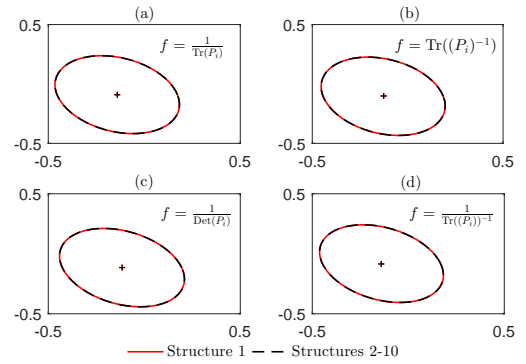 (a)
(b)
0.5
-0.5
-0.5
0.5
f = 1/Tr(P_i)
0.5
-0.5
-0.5
0.5
f = Tr((P_i)^{-1})
(c)
(d)
0.5
-0.5
-0.5
0.5
f = 1/Det(P_i)
0.5
-0.5
-0.5
0.5
f = 1/Tr((P_i))^{-1}
Structure 1
Structures 2-10